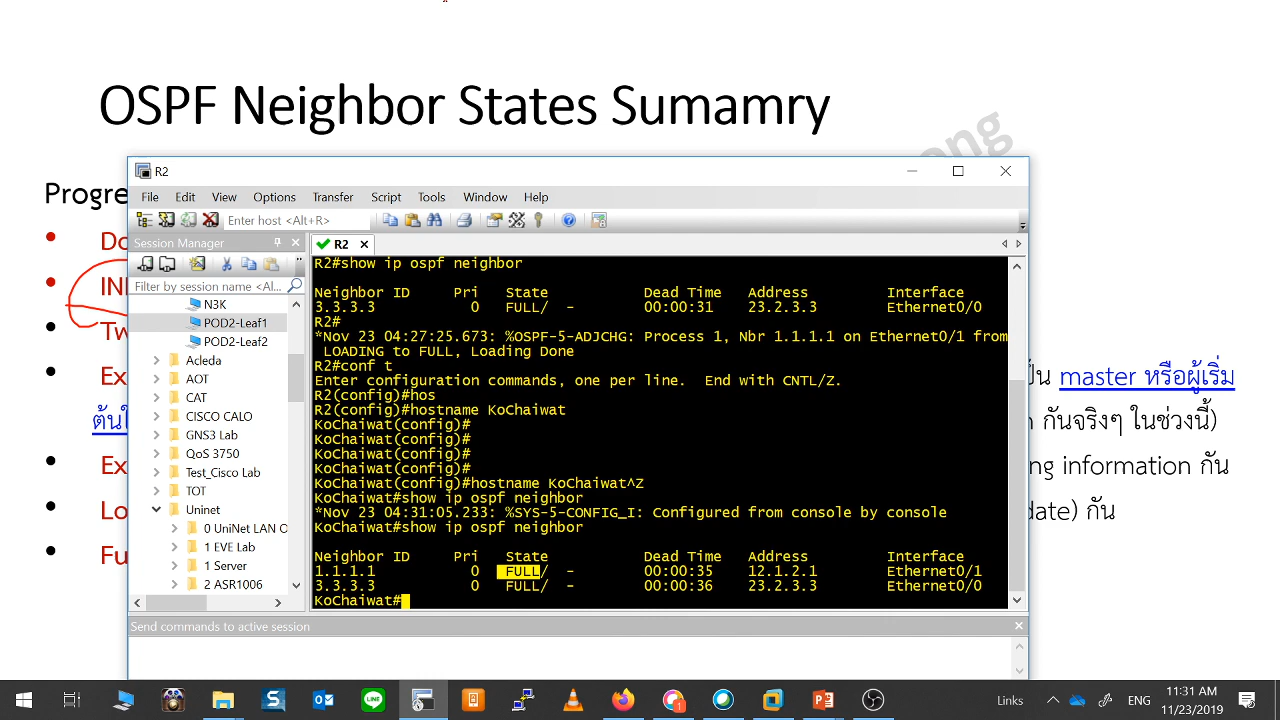 OSPF Neighbor States Sumamry
ong
Progre
• Do
• INI
• Tw
• Ex
ป็น master หรือผู้เริ่ม
ต้นใ
กันจริงๆ ในช่วงนี้)
• Ex
ng information กัน
• Lo
date) กัน
• Fu
R2
File Edit View Options Transfer Script Tools Window Help
Enter host <Alt+R>
Session Manager
R2
Filter by session name <Al...
N3K
POD2-Leaf1
POD2-Leaf2
Acleda
AOT
CAT
CISCO CALO
GNS3 Lab
QoS 3750
Test_Cisco Lab
TOT
Uninet
0 UniNet LAN O
1 EVE Lab
1 Server
2 ASR1006
R2#show ip ospf neighbor
Neighbor ID Pri State Dead Time Address Interface
3.3.3.3 0 FULL/ - 00:00:31 23.2.3.3 Ethernet0/0
R2#
*Nov 23 04:27:25.673: %OSPF-5-ADJCHG: Process 1, Nbr 1.1.1.1 on Ethernet0/1 from
LOADING to FULL, Loading Done
R2#conf t
Enter configuration commands, one per line. End with CNTL/Z.
R2(config)#hos
R2(config)#hostname KoChaiwat
KoChaiwat(config)#
KoChaiwat(config)#
KoChaiwat(config)#
KoChaiwat(config)#
KoChaiwat(config)#hostname KoChaiwat^Z
KoChaiwat#show ip ospf neighbor
*Nov 23 04:31:05.233: %SYS-5-CONFIG_I: Configured from console by console
KoChaiwat#show ip ospf neighbor
Neighbor ID Pri State Dead Time Address Interface
1.1.1.1 0 FULL/ - 00:00:35 12.1.2.1 Ethernet0/1
3.3.3.3 0 FULL/ - 00:00:36 23.2.3.3 Ethernet0/0
KoChaiwat#
Send commands to active session
Links
ENG
11:31 AM
11/23/2019